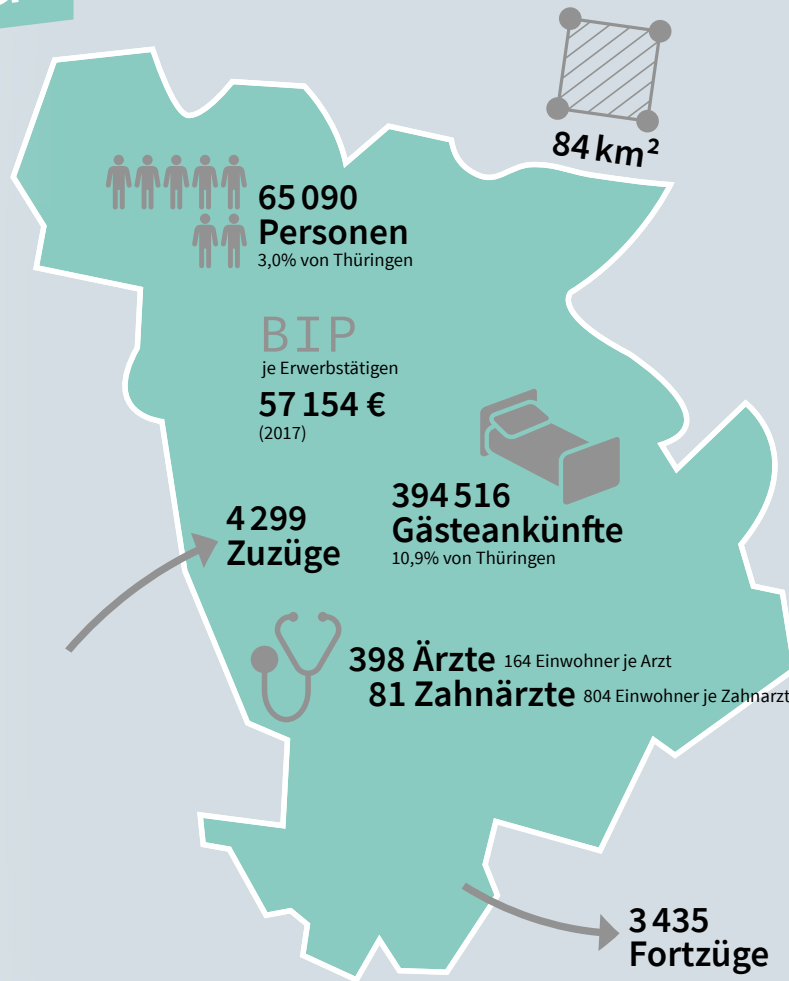 84 km²
65 090
Personen
3,0% von Thüringen
BIP
je Erwerbstätigen
57 154 €
(2017)
394 516
Gästeankünfte
10,9% von Thüringen
4 299
Zuzüge
398 Ärzte 164 Einwohner je Arzt
81 Zahnärzte 804 Einwohner je Zahnarzt
3 435
Fortzüge